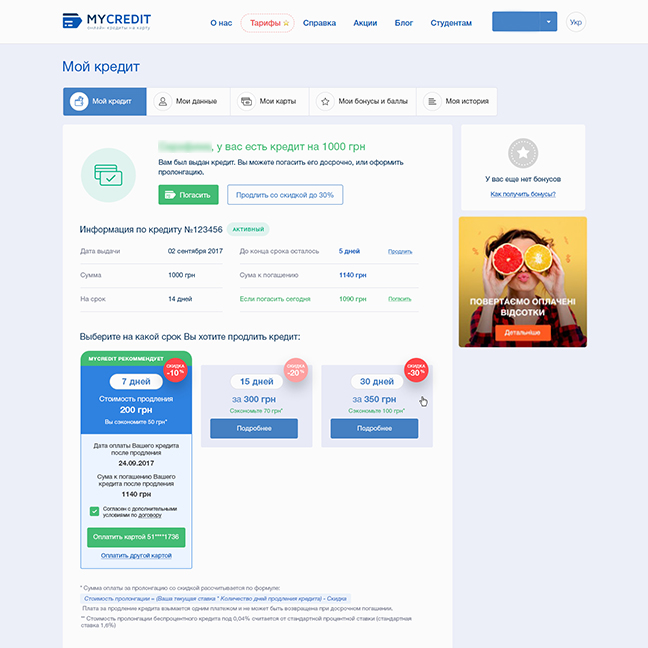 MYCREDIT
ОНЛАЙН КРЕДИТЫ НА КАРТУ
О нас
Тарифы
Справка
Акции
Блог
Студентам
Укр
Мой кредит
Мой кредит
Мои данные
Мои карты
Мои бонусы и баллы
Моя история
, у вас есть кредит на 1000 грн
Вам был выдан кредит. Вы можете погасить его досрочно, или оформить
пролонгацию.
Погасить
Продлить со скидкой до 30%
У вас еще нет бонусов
Как получить бонусы?
Информация по кредиту №123456 АКТИВНЫЙ
Дата выдачи 02 сентября 2017 До конца срока осталось 5 дней Продлить
Сумма 1000 грн Сума к погашению 1140 грн
На срок 14 дней Если погасить сегодня 1090 грн Погасить
ПОВЕРТАЄМО ОПЛАЧЕНІ
ВІДСОТКИ
Детальніше
Выберите на какой срок Вы хотите продлить кредит:
MYCREDIT РЕКОММЕНДУЕТ
СКИДКА
-10%
7 дней
Стоимость продления
200 грн
Вы сэкономите 50 грн*
Дата оплаты Вашего кредита
после продления
24.09.2017
Сума к погашению Вашего
кредита после продления
1140 грн
Согласен с дополнительными
условиями по договору
Оплатить картой 51****1736
Оплатить другой картой
СКИДКА
-20%
15 дней
за 300 грн
Сэкономьте 70 грн*
Подробнее
СКИДКА
-30%
30 дней
за 350 грн
Сэкономьте 100 грн*
Подробнее
* Сумма оплаты за пролонгацию со скидкой рассчитывается по формуле:
Стоимость пролонгации = (Ваша текущая ставка * Количество дней продления кредита) - Скидка
Плата за продление кредита взымается одним платежом и не может быть возвращена при досрочном погашении.
** Стоимость пролонгации беспроцентного кредита под 0,04% считается от стандартной процентной ставки (стандартная
ставка 1,6%)